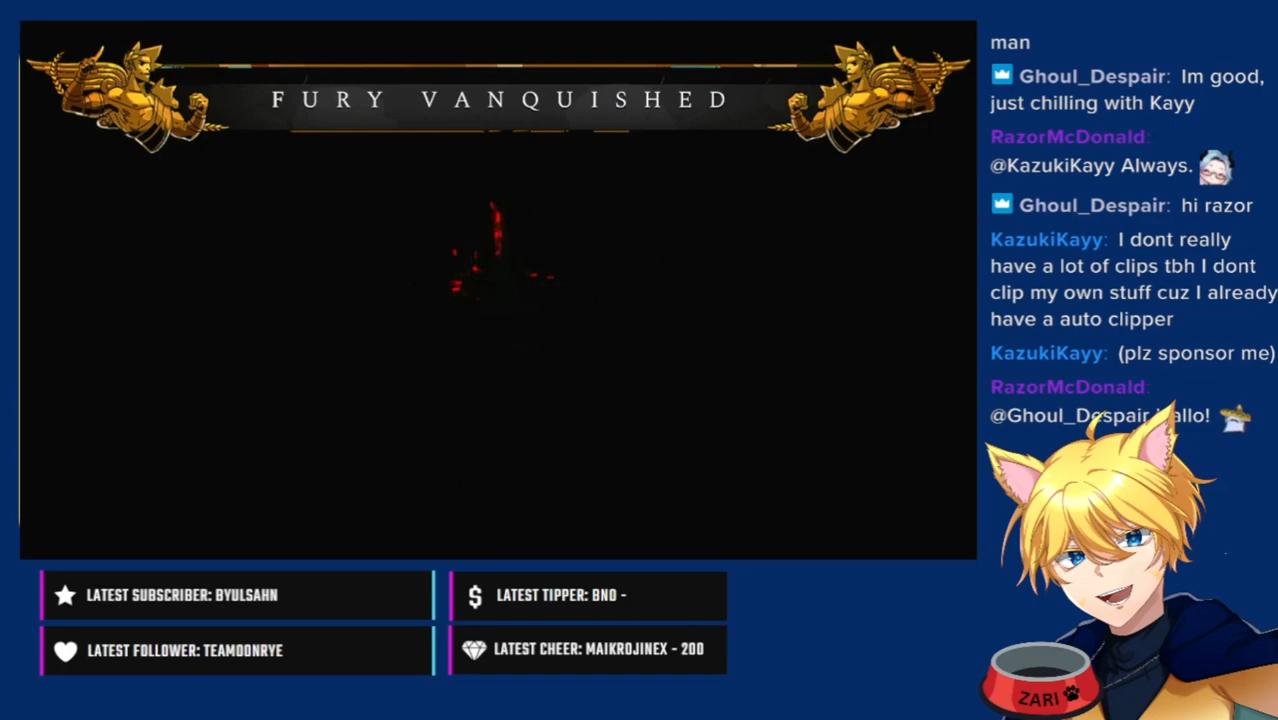 FURY VANQUISHED
man
Ghoul_Despair: Im good,
just chilling with Kayy
RazorMcDonald:
@KazukiKayy Always.
Ghoul_Despair: hi razor
KazukiKayy: I dont really
have a lot of clips tbh I dont
clip my own stuff cuz I already
have a auto clipper
KazukiKayy: (plz sponsor me)
RazorMcDonald:
@Ghoul_Despair
LATEST SUBSCRIBER: BYULSAHN
LATEST TIPPER: BNO -
LATEST FOLLOWER: TEAMOONRYE
LATEST CHEER: MAIKROJINEX - 200
ZARI